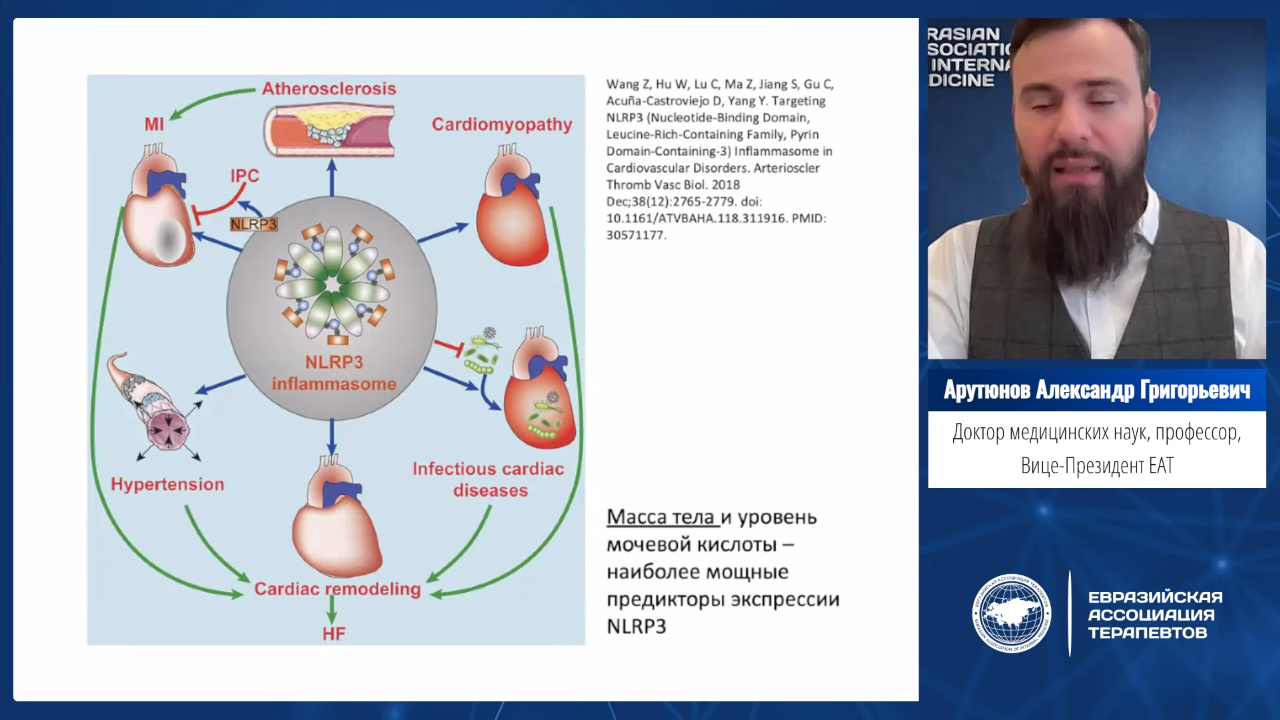 Atherosclerosis
MI
Cardiomyopathy
IPC
NLRP3
NLRP3
inflammasome
Hypertension
Infectious cardiac
diseases
Cardiac remodeling
HF
Wang Z, Hu W, Lu C, Ma Z, Jiang S, Gu C,
Acuña-Castroviejo D, Yang Y. Targeting
NLRP3 (Nucleotide-Binding Domain,
Leucine-Rich-Containing Family, Pyrin
Domain-Containing-3) Inflammasome in
Cardiovascular Disorders. Arterioscler
Thromb Vasc Biol. 2018
Dec;38(12):2765-2779. doi:
10.1161/ATVBAHA.118.311916. PMID:
30571177.
Масса тела и уровень
мочевой кислоты –
наиболее мощные
предикторы экспрессии
NLRP3
RASIAN
SOCIATIO
INTERNA
DICINE
Арутюнов Александр Григорьевич
Доктор медицинских наук, профессор,
Вице-Президент ЕАТ
ЕВРАЗИЙСКАЯ
АССОЦИАЦИЯ
ТЕРАПЕВТОВ